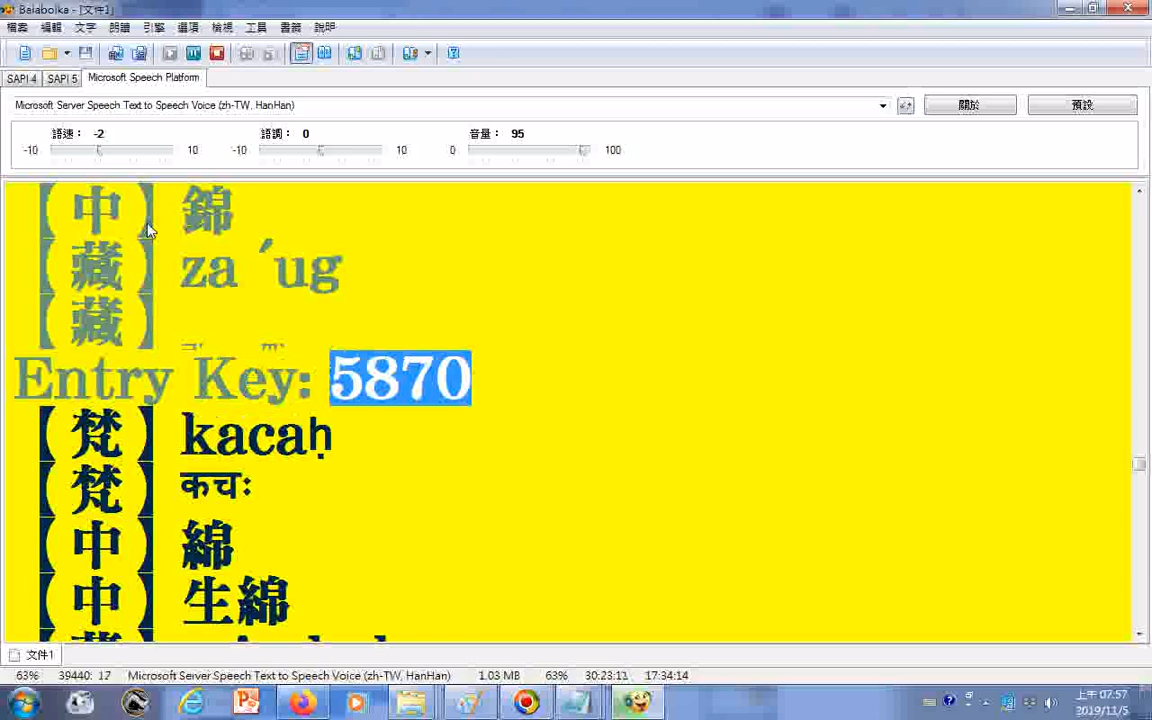 Balabolka - [文件1]
檔案 編輯 文字 朗讀 引擎 選項 檢視 工具 書籤 說明
SAPI 4 SAPI 5 Microsoft Speech Platform
Microsoft Server Speech Text to Speech Voice (zh-TW, HanHan) 關於 預設
語速： -2 語調： 0 音量： 95
-10 10 -10 10 0 100
【中】 錦
【藏】 za ´ug
【藏】
Entry Key: 5870
【梵】 kacaḥ
【梵】 कचः
【中】 綿
【中】 生綿
文件1
63% 39440: 17 Microsoft Server Speech Text to Speech Voice (zh-TW, HanHan) 1.03 MB 63% 30:23:11 17:34:14
上午 07:57
2019/11/5